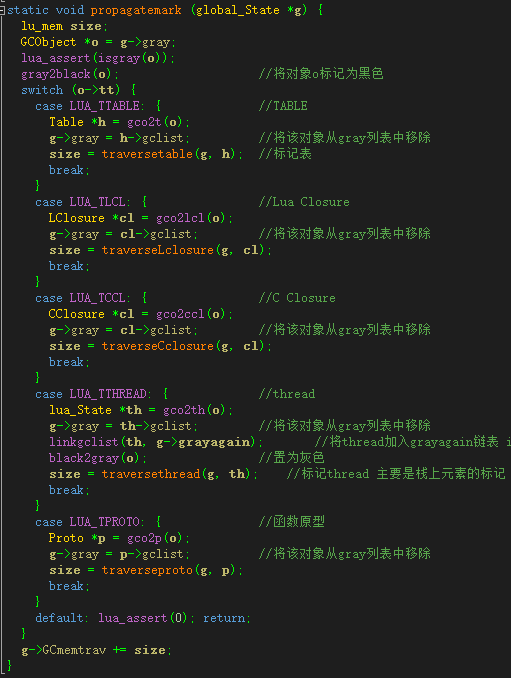 static void propagatemark (global_State *g) {
  lu_mem size;
  GCObject *o = g->gray;
  lua_assert(isgray(o));
  gray2black(o);                    //将对象o标记为黑色
  switch (o->tt) {
    case LUA_TTABLE: {              //TABLE
      Table *h = gco2t(o);
      g->gray = h->gclist;          //将该对象从gray列表中移除
      size = traversetable(g, h);   //标记表
      break;
    }
    case LUA_TLCL: {                //Lua Closure
      LClosure *cl = gco2lcl(o);
      g->gray = cl->gclist;         //将该对象从gray列表中移除
      size = traverseLclosure(g, cl);
      break;
    }
    case LUA_TCCL: {                //C Closure
      CClosure *cl = gco2ccl(o);
      g->gray = cl->gclist;         //将该对象从gray列表中移除
      size = traverseCclosure(g, cl);
      break;
    }
    case LUA_TTHREAD: {             //thread
      lua_State *th = gco2th(o);
      g->gray = th->gclist;         //将该对象从gray列表中移除
      linkgclist(th, g->grayagain);        //将thread加入grayagain链表
      black2gray(o);                //置为灰色
      size = traversethread(g, th);    //标记thread 主要是栈上元素的标记
      break;
    }
    case LUA_TPROTO: {              //函数原型
      Proto *p = gco2p(o);
      g->gray = p->gclist;          //将该对象从gray列表中移除
      size = traverseproto(g, p);
      break;
    }
    default: lua_assert(0); return;
  }
  g->GCmemtrav += size;
}